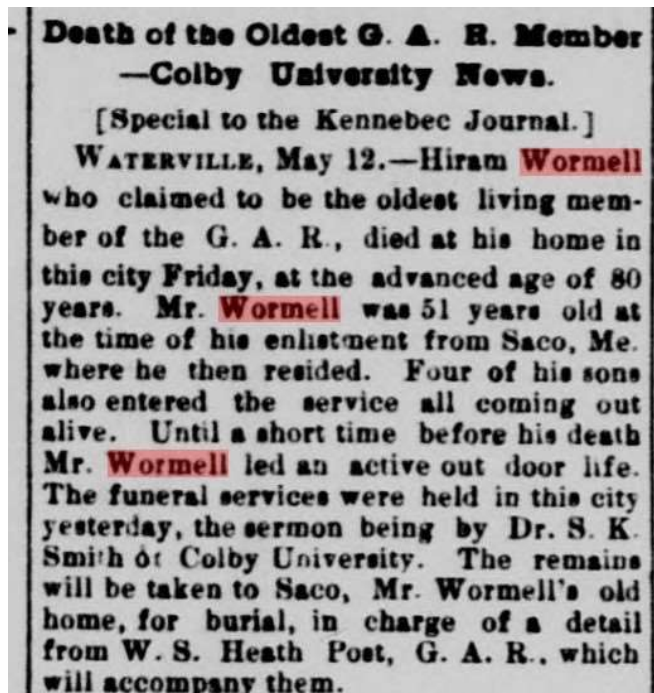 Death of the Oldest G. A. R. Member
—Colby University News.
[Special to the Kennebec Journal.]
WATERVILLE, May 12.—Hiram Wormell
who claimed to be the oldest living mem-
ber of the G. A. R., died at his home in
this city Friday, at the advanced age of 80
years. Mr. Wormell was 51 years old at
the time of his enlistment from Saco, Me.
where he then resided. Four of his sons
also entered the service all coming out
alive. Until a short time before his death
Mr. Wormell led an active out door life.
The funeral services were held in this city
yesterday, the sermon being by Dr. S. K.
Smith of Colby University. The remains
will be taken to Saco, Mr. Wormell's old
home, for burial, in charge of a detail
from W. S. Heath Post, G. A. R., which
will accompany them.